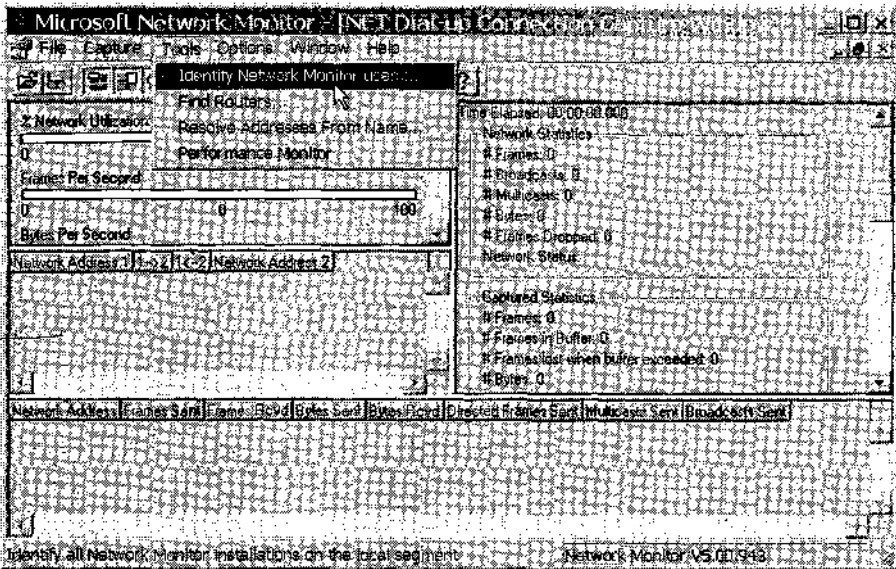 Microsoft Network Monitor - [NET Dial-up Connection
File Capture Tools Options Window Help
Identify Network Monitor users...
Find Routers...
Resolve Addresses From Name...
Performance Monitor
% Network Utilization
0
Frames Per Second
0 0 100
Bytes Per Second
Time Elapsed: 00:00:00.000
Network Statistics
# Frames: 0
# Broadcasts: 0
# Multicasts: 0
# Bytes: 0
# Frames Dropped: 0
Network Status:
Captured Statistics
# Frames: 0
# Frames in Buffer: 0
# Frames lost when buffer exceeded: 0
# Bytes: 0
Network Address 1 1->2 1<-2 Network Address 2
Network Address Frames Sent Frames Rcvd Bytes Sent Bytes Rcvd Directed Frames Sent Multicasts Sent Broadcasts Sent
Identify all Network Monitor installations on the local segment
Network Monitor V5.00.943